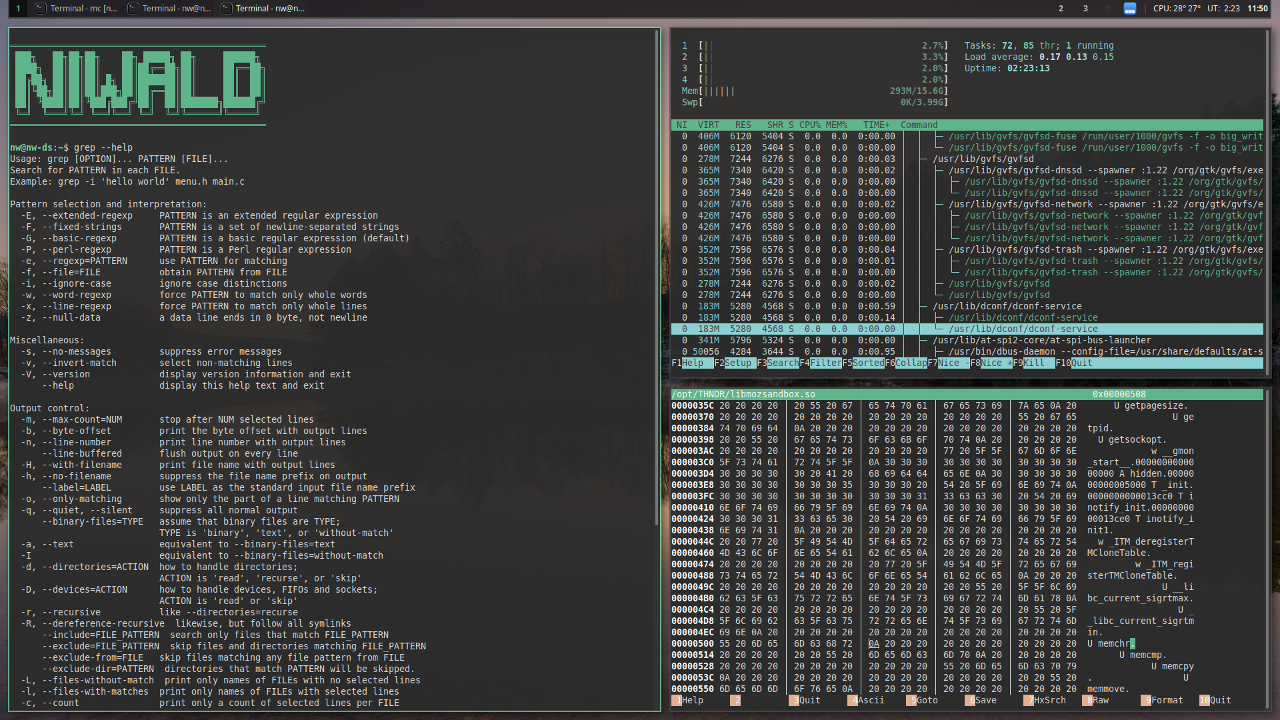 1 Terminal - mc [n... Terminal - nw@n... Terminal - nw@n... 2 3 CPU: 28° 27° UT: 2:23 11:50
NWALD
nw@nw-ds:~$ grep --help
Usage: grep [OPTION]... PATTERN [FILE]...
Search for PATTERN in each FILE.
Example: grep -i 'hello world' menu.h main.c
Pattern selection and interpretation:
-E, --extended-regexp PATTERN is an extended regular expression
-F, --fixed-strings PATTERN is a set of newline-separated strings
-G, --basic-regexp PATTERN is a basic regular expression (default)
-P, --perl-regexp PATTERN is a Perl regular expression
-e, --regexp=PATTERN use PATTERN for matching
-f, --file=FILE obtain PATTERN from FILE
-i, --ignore-case ignore case distinctions
-w, --word-regexp force PATTERN to match only whole words
-x, --line-regexp force PATTERN to match only whole lines
-z, --null-data a data line ends in 0 byte, not newline
Miscellaneous:
-s, --no-messages suppress error messages
-v, --invert-match select non-matching lines
-V, --version display version information and exit
--help display this help text and exit
Output control:
-m, --max-count=NUM stop after NUM selected lines
-b, --byte-offset print the byte offset with output lines
-n, --line-number print line number with output lines
--line-buffered flush output on every line
-H, --with-filename print file name with output lines
-h, --no-filename suppress the file name prefix on output
--label=LABEL use LABEL as the standard input file name prefix
-o, --only-matching show only the part of a line matching PATTERN
-q, --quiet, --silent suppress all normal output
--binary-files=TYPE assume that binary files are TYPE;
TYPE is 'binary', 'text', or 'without-match'
-a, --text equivalent to --binary-files=text
-I equivalent to --binary-files=without-match
-d, --directories=ACTION how to handle directories;
ACTION is 'read', 'recurse', or 'skip'
-D, --devices=ACTION how to handle devices, FIFOs and sockets;
ACTION is 'read' or 'skip'
-r, --recursive like --directories=recurse
-R, --dereference-recursive likewise, but follow all symlinks
--include=FILE_PATTERN search only files that match FILE_PATTERN
--exclude=FILE_PATTERN skip files and directories matching FILE_PATTERN
--exclude-from=FILE skip files matching any file pattern from FILE
--exclude-dir=PATTERN directories that match PATTERN will be skipped.
-L, --files-without-match print only names of FILEs with no selected lines
-l, --files-with-matches print only names of FILEs with selected lines
-c, --count print only a count of selected lines per FILE
1 [|| 2.7%] Tasks: 72, 85 thr; 1 running
2 [|| 3.3%] Load average: 0.17 0.13 0.15
3 [|| 2.0%] Uptime: 02:23:13
4 [|| 2.0%]
Mem[|||||| 293M/15.6G]
Swp[ 0K/3.99G]
NI VIRT RES SHR S CPU% MEM% TIME+ Command
0 406M 6120 5404 S 0.0 0.0 0:00.00 /usr/lib/gvfs/gvfsd-fuse /run/user/1000/gvfs -f -o big_writ
0 406M 6120 5404 S 0.0 0.0 0:00.00 /usr/lib/gvfs/gvfsd-fuse /run/user/1000/gvfs -f -o big_writ
0 278M 7244 6276 S 0.0 0.0 0:00.03 /usr/lib/gvfs/gvfsd
0 365M 7340 6420 S 0.0 0.0 0:00.02 /usr/lib/gvfs/gvfsd-dnssd --spawner :1.22 /org/gtk/gvfs/exe
0 365M 7340 6420 S 0.0 0.0 0:00.00 /usr/lib/gvfs/gvfsd-dnssd --spawner :1.22 /org/gtk/gvfs/
0 365M 7340 6420 S 0.0 0.0 0:00.00 /usr/lib/gvfs/gvfsd-dnssd --spawner :1.22 /org/gtk/gvfs/
0 426M 7476 6580 S 0.0 0.0 0:00.02 /usr/lib/gvfs/gvfsd-network --spawner :1.22 /org/gtk/gvfs/e
0 426M 7476 6580 S 0.0 0.0 0:00.00 /usr/lib/gvfs/gvfsd-network --spawner :1.22 /org/gtk/gvf
0 426M 7476 6580 S 0.0 0.0 0:00.00 /usr/lib/gvfs/gvfsd-network --spawner :1.22 /org/gtk/gvf
0 426M 7476 6580 S 0.0 0.0 0:00.00 /usr/lib/gvfs/gvfsd-network --spawner :1.22 /org/gtk/gvf
0 352M 7596 6580 S 0.0 0.0 0:00.04 /usr/lib/gvfs/gvfsd-trash --spawner :1.22 /org/gtk/gvfs/exe
0 352M 7596 6580 S 0.0 0.0 0:00.01 /usr/lib/gvfs/gvfsd-trash --spawner :1.22 /org/gtk/gvfs/
0 352M 7596 6580 S 0.0 0.0 0:00.00 /usr/lib/gvfs/gvfsd-trash --spawner :1.22 /org/gtk/gvfs/
0 278M 7244 6276 S 0.0 0.0 0:00.02 /usr/lib/gvfs/gvfsd
0 278M 7244 6276 S 0.0 0.0 0:00.00 /usr/lib/gvfs/gvfsd
0 183M 5280 4568 S 0.0 0.0 0:00.59 /usr/lib/dconf/dconf-service
0 183M 5280 4568 S 0.0 0.0 0:00.14 /usr/lib/dconf/dconf-service
0 183M 5280 4568 S 0.0 0.0 0:00.00 /usr/lib/dconf/dconf-service
0 341M 5796 5324 S 0.0 0.0 0:00.00 /usr/lib/at-spi2-core/at-spi-bus-launcher
0 50056 4284 3644 S 0.0 0.0 0:00.95 /usr/bin/dbus-daemon --config-file=/usr/share/defaults/at-s
F1Help F2Setup F3SearchF4FilterF5SortedF6CollapF7Nice -F8Nice +F9Kill F10Quit
/opt/THNDR/libmozsandbox.so 0x00000508
0000035C 20 20 20 20 20 55 20 67 65 74 70 61 67 65 73 69 7A 65 0A 20 U getpagesize.
00000370 20 20 20 20 20 20 20 20 20 20 20 20 20 20 20 20 55 20 67 65 U ge
00000384 74 70 69 64 0A 20 20 20 20 20 20 20 20 20 20 20 20 20 20 20 tpid.
00000398 20 20 55 20 67 65 74 73 6F 63 6B 6F 70 74 0A 20 20 20 20 20 U getsockopt.
000003AC 20 20 20 20 20 20 20 20 20 20 20 20 77 20 5F 5F 67 6D 6F 6E w __gmon
000003C0 5F 73 74 61 72 74 5F 5F 0A 30 30 30 30 30 30 30 30 30 30 30 _start__.00000000000
000003D4 30 30 30 30 30 20 41 20 68 69 64 64 65 6E 0A 30 30 30 30 30 00000 A hidden.00000
000003E8 30 30 30 30 30 30 30 35 30 30 30 20 54 20 5F 69 6E 69 74 0A 00000005000 T _init.
000003FC 30 30 30 30 30 30 30 30 30 30 30 31 33 63 63 30 20 54 20 69 00000000000013cc0 T i
00000410 6E 6F 74 69 66 79 5F 69 6E 69 74 0A 30 30 30 30 30 30 30 30 notify_init.00000000
00000424 30 30 30 31 33 63 65 30 20 54 20 69 6E 6F 74 69 66 79 5F 69 00013ce0 T inotify_i
00000438 6E 69 74 31 0A 20 20 20 20 20 20 20 20 20 20 20 20 20 20 20 nit1.
0000044C 20 20 77 20 5F 49 54 4D 5F 64 65 72 65 67 69 73 74 65 72 54 w _ITM_deregisterT
00000460 4D 43 6C 6F 6E 65 54 61 62 6C 65 0A 20 20 20 20 20 20 20 20 MCloneTable.
00000474 20 20 20 20 20 20 20 20 20 77 20 5F 49 54 4D 5F 72 65 67 69 w _ITM_regi
00000488 73 74 65 72 54 4D 43 6C 6F 6E 65 54 61 62 6C 65 0A 20 20 20 sterTMCloneTable.
0000049C 20 20 20 20 20 20 20 20 20 20 20 20 20 20 55 20 5F 5F 6C 69 U __li
000004B0 62 63 5F 63 75 72 72 65 6E 74 5F 73 69 67 72 74 6D 61 78 0A bc_current_sigrtmax.
000004C4 20 20 20 20 20 20 20 20 20 20 20 20 20 20 20 20 20 55 20 5F U _
000004D8 5F 6C 69 62 63 5F 63 75 72 72 65 6E 74 5F 73 69 67 72 74 6D _libc_current_sigrtm
000004EC 69 6E 0A 20 20 20 20 20 20 20 20 20 20 20 20 20 20 20 20 20 in.
00000500 55 20 6D 65 6D 63 68 72 0A 20 20 20 20 20 20 20 20 20 20 20 U memchr.
00000514 20 20 20 20 20 20 55 20 6D 65 6D 63 6D 70 0A 20 20 20 20 20 U memcmp.
00000528 20 20 20 20 20 20 20 20 20 20 20 20 55 20 6D 65 6D 63 70 79 U memcpy
0000053C 0A 20 20 20 20 20 20 20 20 20 20 20 20 20 20 20 20 20 55 20 . U
00000550 6D 65 6D 6D 6F 76 65 0A 20 20 20 20 20 20 20 20 20 20 20 20 memmove.
1Help 2 3Quit 4Ascii 5Goto 6Save 7HxSrch 8Raw 9Format 10Quit